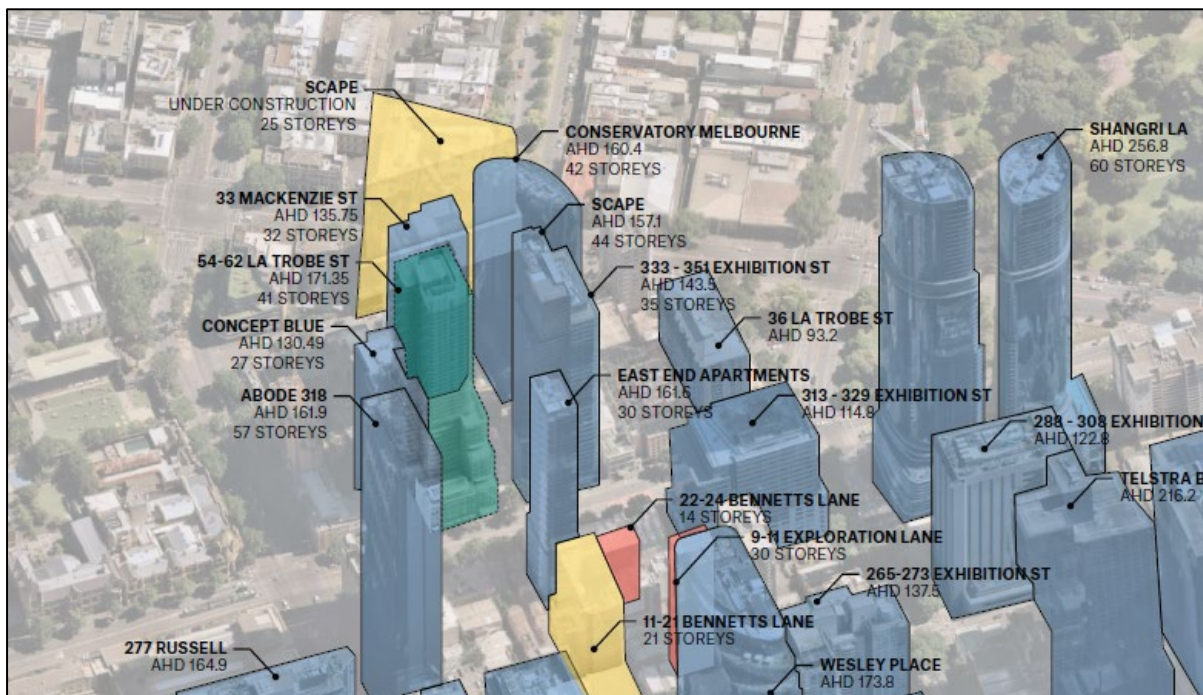 SCAPE
UNDER CONSTRUCTION
25 STOREYS
CONSERVATORY MELBOURNE
AHD 160.4
42 STOREYS
SHANGRI LA
AHD 256.8
60 STOREYS
33 MACKENZIE ST
AHD 135.75
32 STOREYS
SCAPE
AHD 157.1
44 STOREYS
54-62 LA TROBE ST
AHD 171.35
41 STOREYS
333 - 351 EXHIBITION ST
AHD 143.5
35 STOREYS
36 LA TROBE ST
AHD 93.2
CONCEPT BLUE
AHD 130.49
27 STOREYS
EAST END APARTMENTS
AHD 161.6
30 STOREYS
ABODE 318
AHD 161.9
57 STOREYS
313 - 329 EXHIBITION ST
AHD 114.8
288 - 308 EXHIBITION
AHD 122.8
TELSTRA B
AHD 216.2
22-24 BENNETTS LANE
14 STOREYS
9-11 EXPLORATION LANE
30 STOREYS
265-273 EXHIBITION ST
AHD 137.5
11-21 BENNETTS LANE
21 STOREYS
277 RUSSELL
AHD 164.9
WESLEY PLACE
AHD 173.8